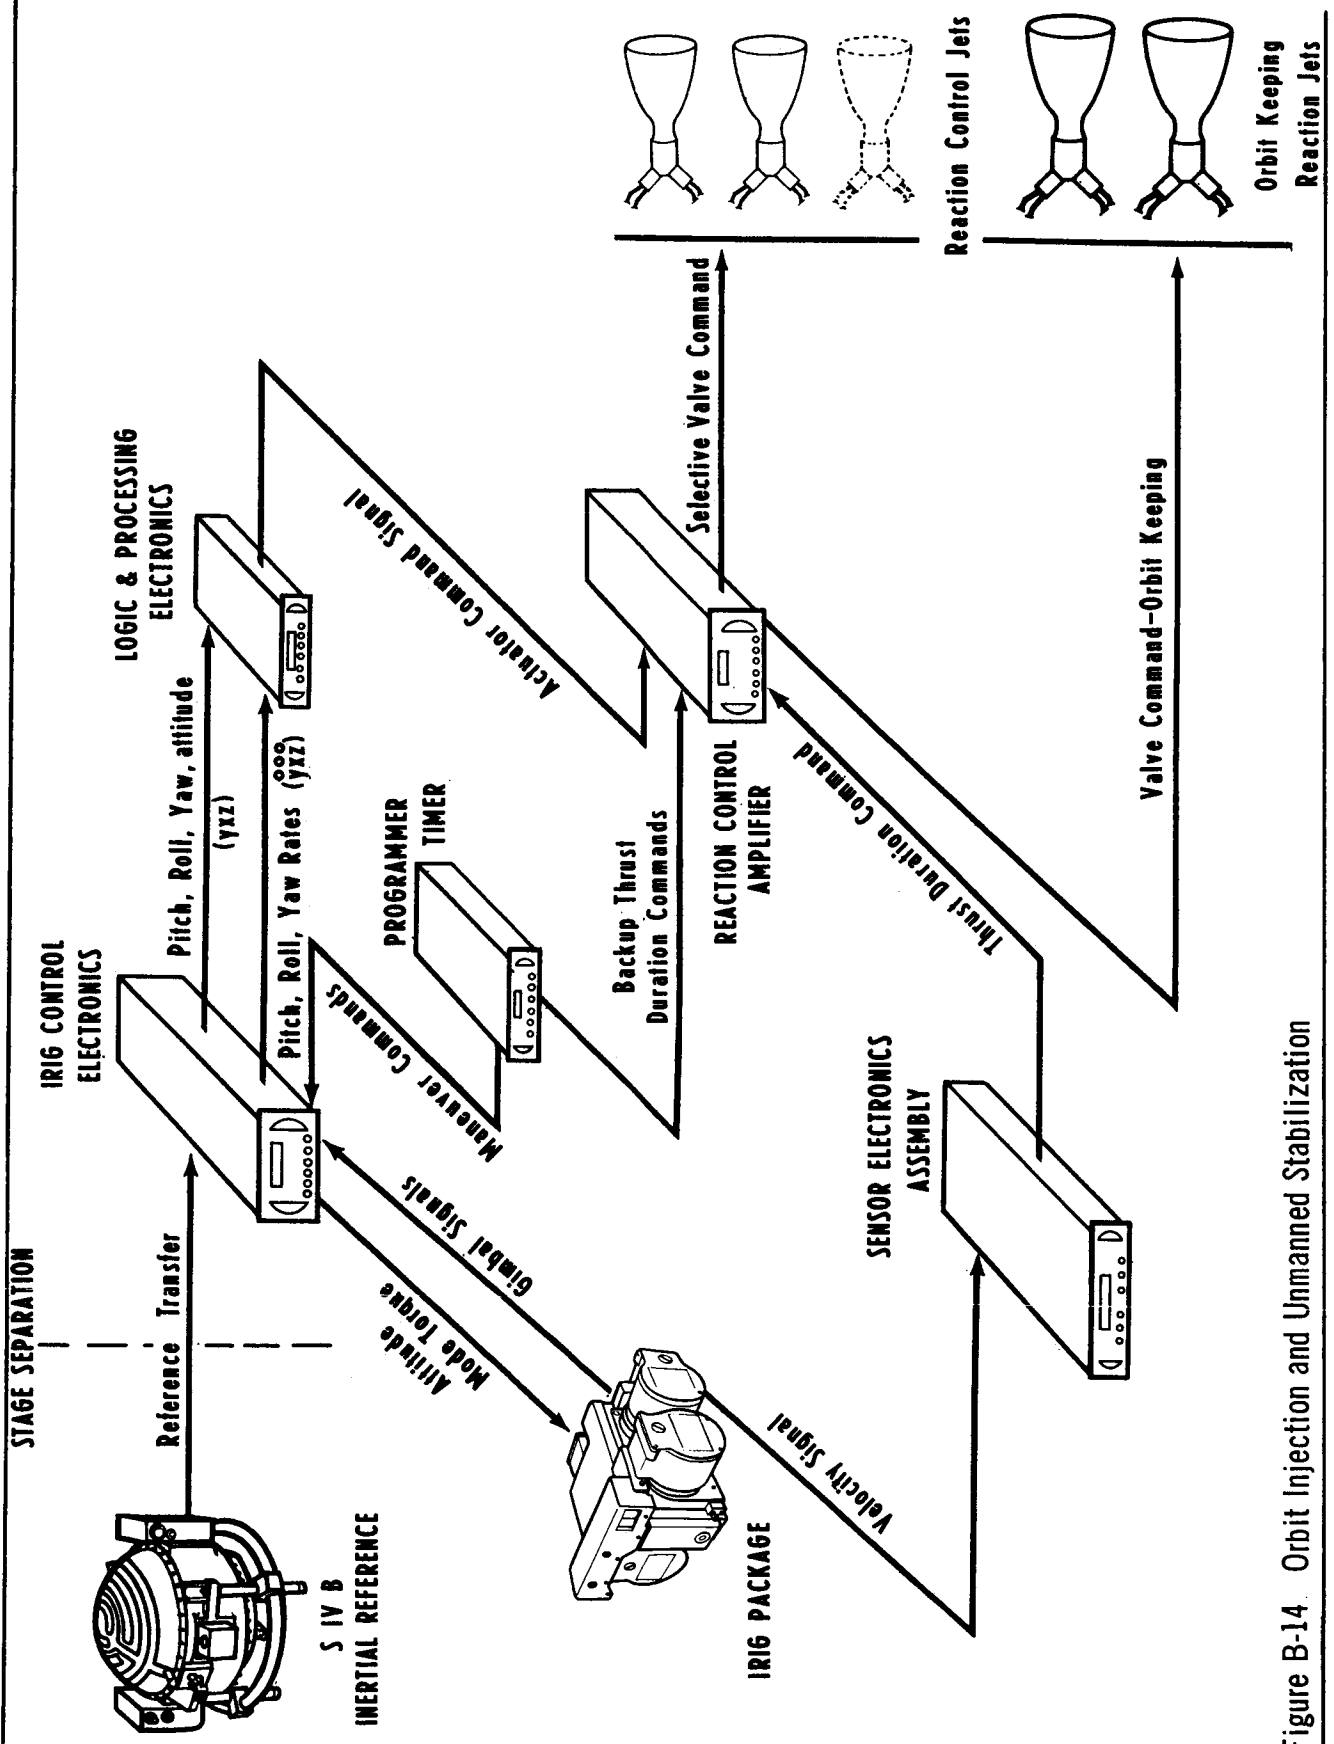 STAGE SEPARATION
S IV B
INERTIAL REFERENCE
Reference Transfer
IRIG CONTROL
ELECTRONICS
Pitch, Roll, Yaw, attitude
(yxz)
Pitch, Roll, Yaw Rates (yxz)
LOGIC & PROCESSING
ELECTRONICS
Attitude
Mode Torque
Gimbal Signals
Maneuver Commands
PROGRAMMER
TIMER
Actuator Command Signal
IRIG PACKAGE
Velocity Signal
Backup Thrust
Duration Commands
REACTION CONTROL
AMPLIFIER
Selective Valve Command
Reaction Control Jets
SENSOR ELECTRONICS
ASSEMBLY
Thrust Duration Command
Valve Command-Orbit Keeping
Orbit Keeping
Reaction Jets
Figure B-14 Orbit Injection and Unmanned Stabilization